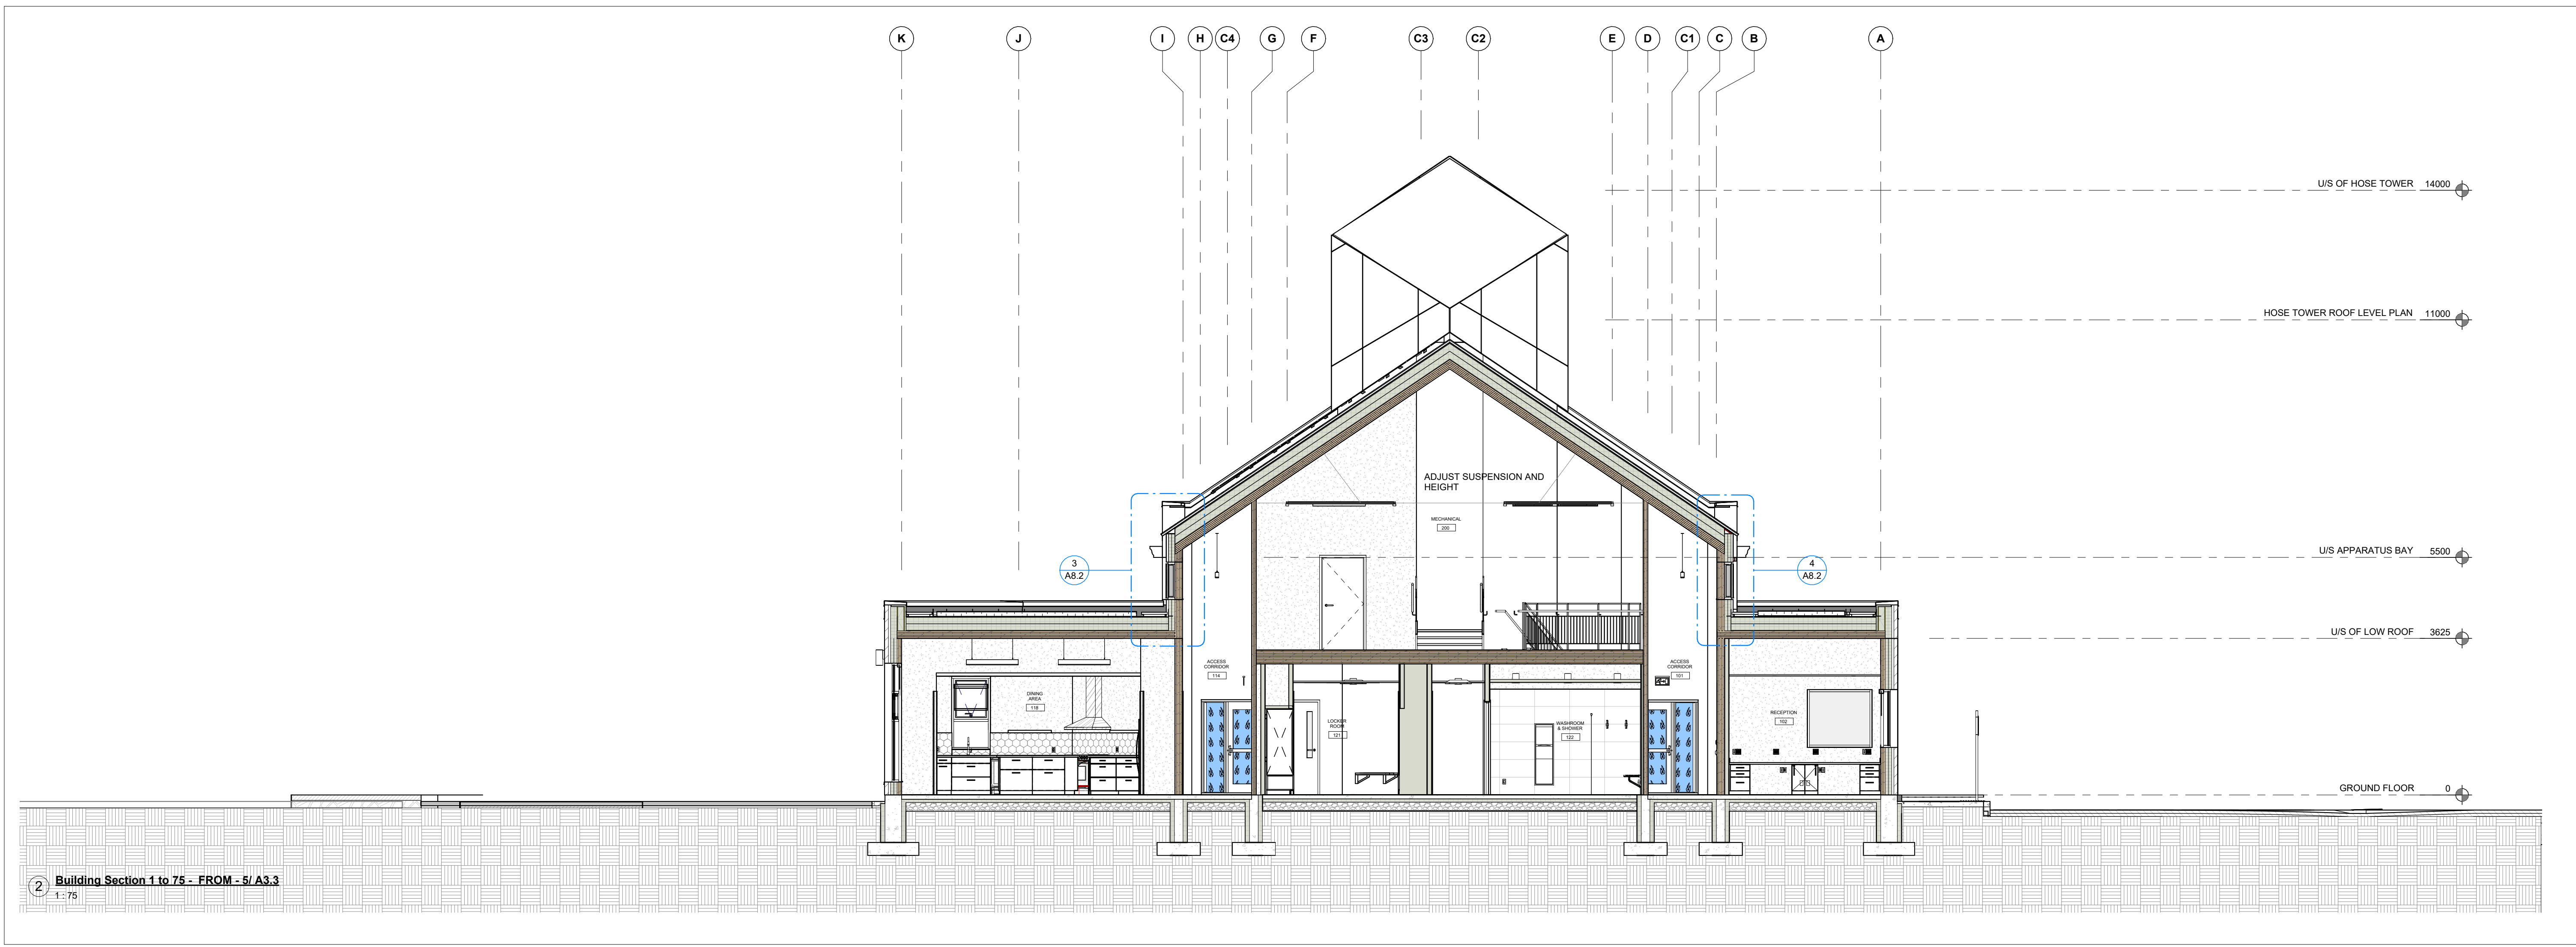 K
J
I
H
C4
G
F
C3
C2
E
D
C1
C
B
A
U/S OF HOSE TOWER 14000
HOSE TOWER ROOF LEVEL PLAN 11000
ADJUST SUSPENSION AND
HEIGHT
MECHANICAL
200
U/S APPARATUS BAY 5500
3
A8.2
4
A8.2
U/S OF LOW ROOF 3625
ACCESS
CORRIDOR
114
ACCESS
CORRIDOR
101
DINING
AREA
118
LOCKER
ROOM
121
WASHROOM
& SHOWER
122
RECEPTION
102
GROUND FLOOR 0
2
Building Section 1 to 75 - FROM - 5/ A3.3
1 : 75